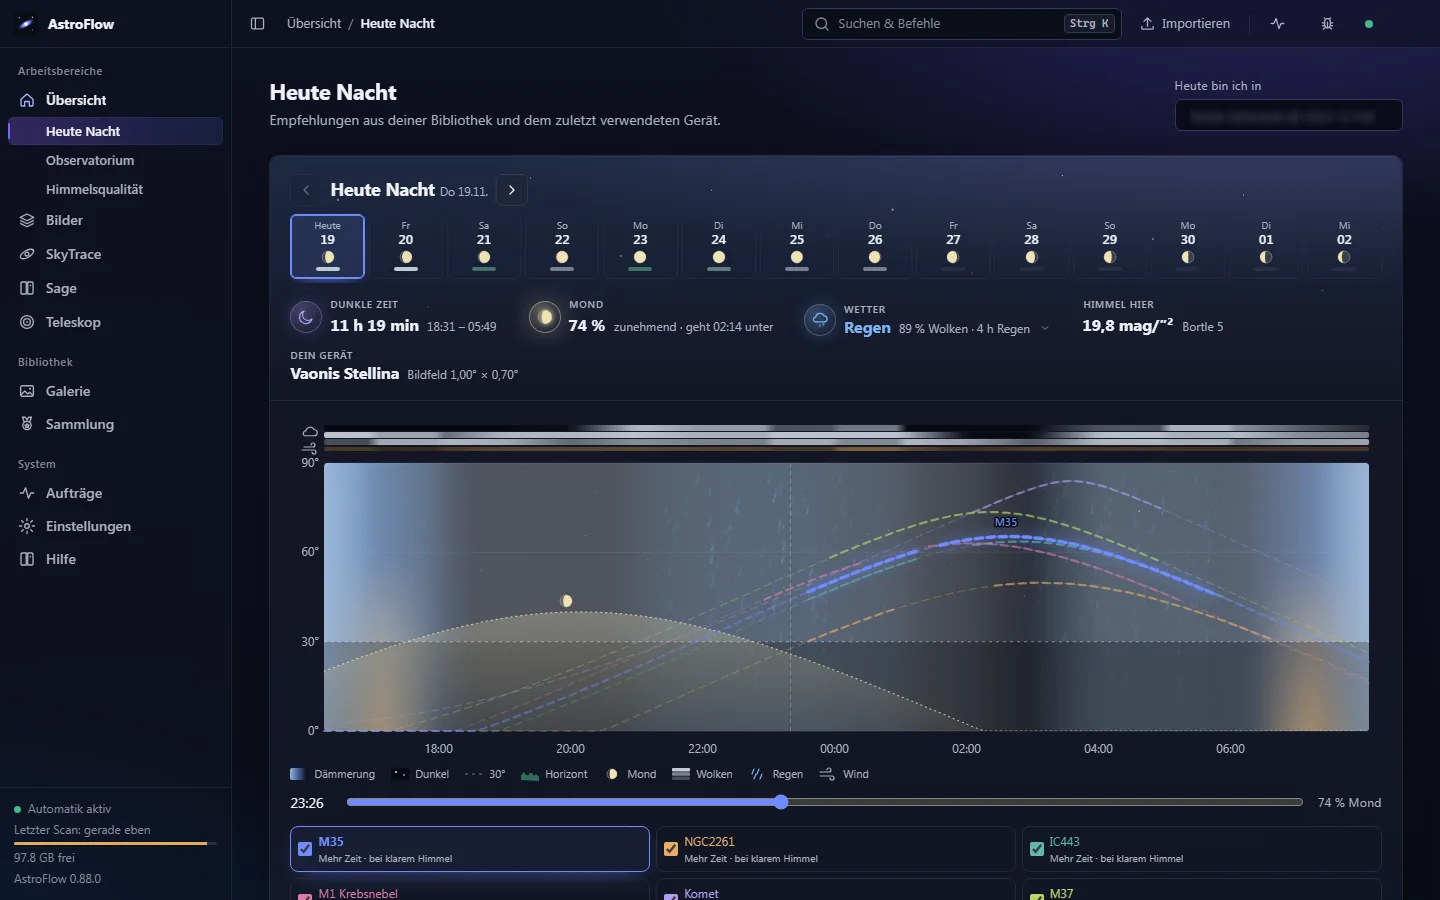 AstroFlow
Übersicht / Heute Nacht
Suchen & Befehle
Strg K
Importieren
Arbeitsbereiche
Übersicht
Heute Nacht
Observatorium
Himmelsqualität
Bilder
SkyTrace
Sage
Teleskop
Bibliothek
Galerie
Sammlung
System
Aufträge
Einstellungen
Hilfe
Automatik aktiv
Letzter Scan: gerade eben
97.8 GB frei
AstroFlow 0.88.0
Heute Nacht
Empfehlungen aus deiner Bibliothek und dem zuletzt verwendeten Gerät.
Heute bin ich in
Heute Nacht Do 19.11.
Heute Fr Sa So Mo Di Mi Do Fr Sa So Mo Di Mi
19 20 21 22 23 24 25 26 27 28 29 30 01 02
DUNKLE ZEIT
11 h 19 min 18:31 – 05:49
MOND
74 % zunehmend · geht 02:14 unter
WETTER
Regen 89 % Wolken · 4 h Regen
HIMMEL HIER
19,8 mag/″² Bortle 5
DEIN GERÄT
Vaonis Stellina Bildfeld 1,00° × 0,70°
90°
M35
60°
30°
0°
18:00 20:00 22:00 00:00 02:00 04:00 06:00
Dämmerung Dunkel 30° Horizont Mond Wolken Regen Wind
23:26
74 % Mond
M35
Mehr Zeit · bei klarem Himmel
NGC2261
Mehr Zeit · bei klarem Himmel
IC443
Mehr Zeit · bei klarem Himmel
M1 Krebsnebel
Komet
M37